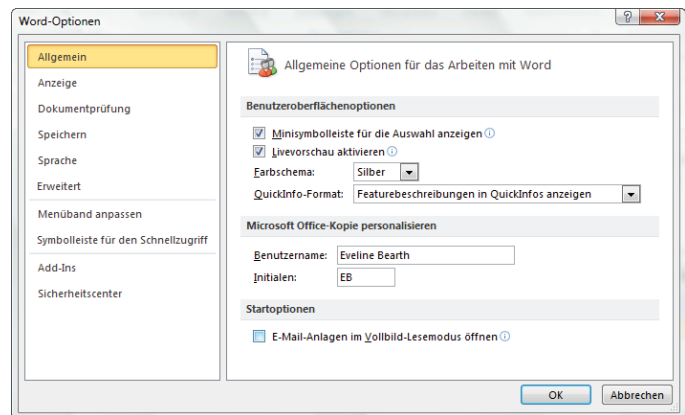 Word-Optionen
Allgemein
Anzeige
Dokumentprüfung
Speichern
Sprache
Erweitert
Menüband anpassen
Symbolleiste für den Schnellzugriff
Add-Ins
Sicherheitscenter
Allgemeine Optionen für das Arbeiten mit Word
Benutzeroberflächenoptionen
Minisymbolleiste für die Auswahl anzeigen
Livevorschau aktivieren
Farbschema: Silber
QuickInfo-Format: Featurebeschreibungen in QuickInfos anzeigen
Microsoft Office-Kopie personalisieren
Benutzername: Eveline Bearth
Initialen: EB
Startoptionen
E-Mail-Anlagen im Vollbild-Lesemodus öffnen
OK Abbrechen